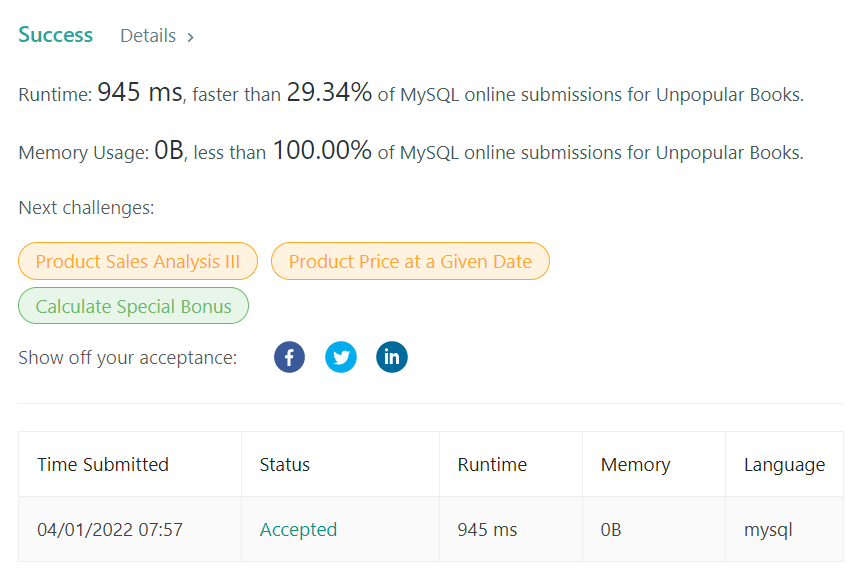 Success Details >
Runtime: 945 ms, faster than 29.34% of MySQL online submissions for Unpopular Books.
Memory Usage: 0B, less than 100.00% of MySQL online submissions for Unpopular Books.
Next challenges:
Product Sales Analysis III Product Price at a Given Date
Calculate Special Bonus
Show off your acceptance: f in
Time Submitted Status Runtime Memory Language
04/01/2022 07:57 Accepted 945 ms 0B mysql